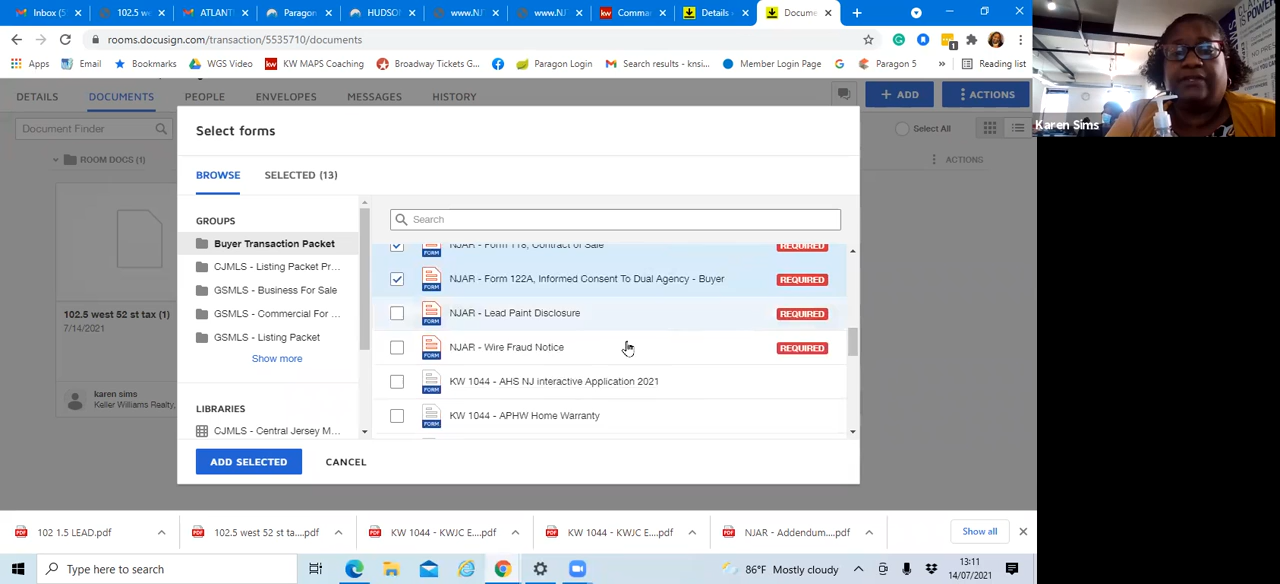 Inbox (5
102.5 w
ATLANT
Paragon
HUDSO
www.NJ
www.NJ
Comma
Details
Docume
rooms.docusign.com/transaction/5535710/documents
Apps
Email
Bookmarks
WGS Video
KW MAPS Coaching
Broadway Tickets G...
Paragon Login
Search results - knsi...
Member Login Page
Paragon 5
»
Reading list
DETAILS
DOCUMENTS
PEOPLE
ENVELOPES
MESSAGES
HISTORY
+ ADD
ACTIONS
Document Finder
Select All
ROOM DOCS (1)
ACTIONS
102.5 west 52 st tax (1)
7/14/2021
karen sims
Keller Williams Realty,
Select forms
BROWSE
SELECTED (13)
GROUPS
Buyer Transaction Packet
CJMLS - Listing Packet Pr...
GSMLS - Business For Sale
GSMLS - Commercial For ...
GSMLS - Listing Packet
Show more
LIBRARIES
CJMLS - Central Jersey M...
Search
NJAR - Form 118, Contract of Sale
REQUIRED
FORM
NJAR - Form 122A, Informed Consent To Dual Agency - Buyer
REQUIRED
FORM
NJAR - Lead Paint Disclosure
REQUIRED
FORM
NJAR - Wire Fraud Notice
REQUIRED
FORM
KW 1044 - AHS NJ interactive Application 2021
FORM
KW 1044 - APHW Home Warranty
FORM
ADD SELECTED
CANCEL
102 1.5 LEAD.pdf
102.5 west 52 st ta....pdf
KW 1044 - KWJC E....pdf
KW 1044 - KWJC E....pdf
NJAR - Addendum....pdf
Show all
Type here to search
86°F Mostly cloudy
13:11
14/07/2021
Karen Sims